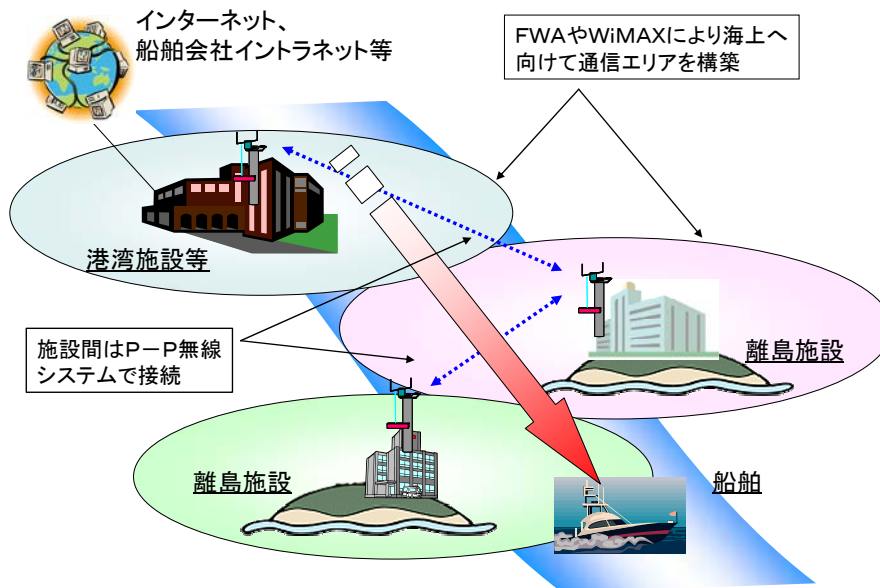 インターネット、
船舶会社イントラネット等
FWAやWiMAXにより海上へ
向けて通信エリアを構築
港湾施設等
施設間はP－P無線
システムで接続
離島施設
離島施設
船舶